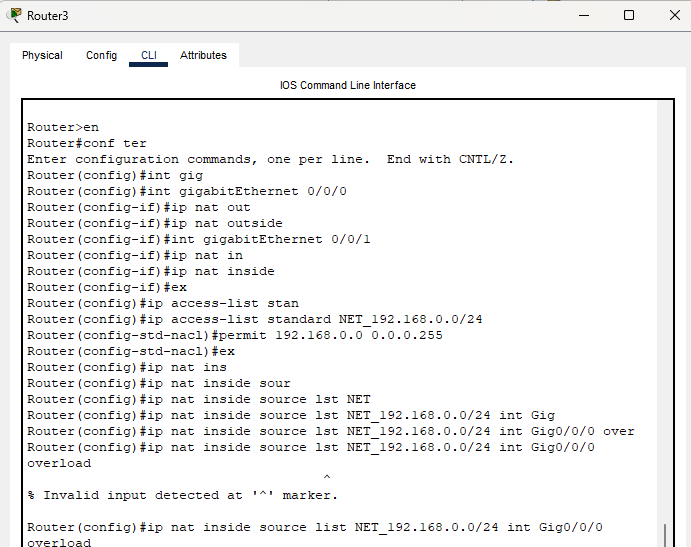 Router3
Physical Config CLI Attributes
IOS Command Line Interface
Router>en
Router#conf ter
Enter configuration commands, one per line.  End with CNTL/Z.
Router(config)#int gig
Router(config)#int gigabitEthernet 0/0/0
Router(config-if)#ip nat out
Router(config-if)#ip nat outside
Router(config-if)#int gigabitEthernet 0/0/1
Router(config-if)#ip nat in
Router(config-if)#ip nat inside
Router(config-if)#ex
Router(config)#ip access-list stan
Router(config)#ip access-list standard NET_192.168.0.0/24
Router(config-std-nacl)#permit 192.168.0.0 0.0.0.255
Router(config-std-nacl)#ex
Router(config)#ip nat ins
Router(config)#ip nat inside sour
Router(config)#ip nat inside source lst NET
Router(config)#ip nat inside source lst NET_192.168.0.0/24 int Gig
Router(config)#ip nat inside source lst NET_192.168.0.0/24 int Gig0/0/0 over
Router(config)#ip nat inside source lst NET_192.168.0.0/24 int Gig0/0/0
overload
^
% Invalid input detected at '^' marker.
Router(config)#ip nat inside source list NET_192.168.0.0/24 int Gig0/0/0
overload